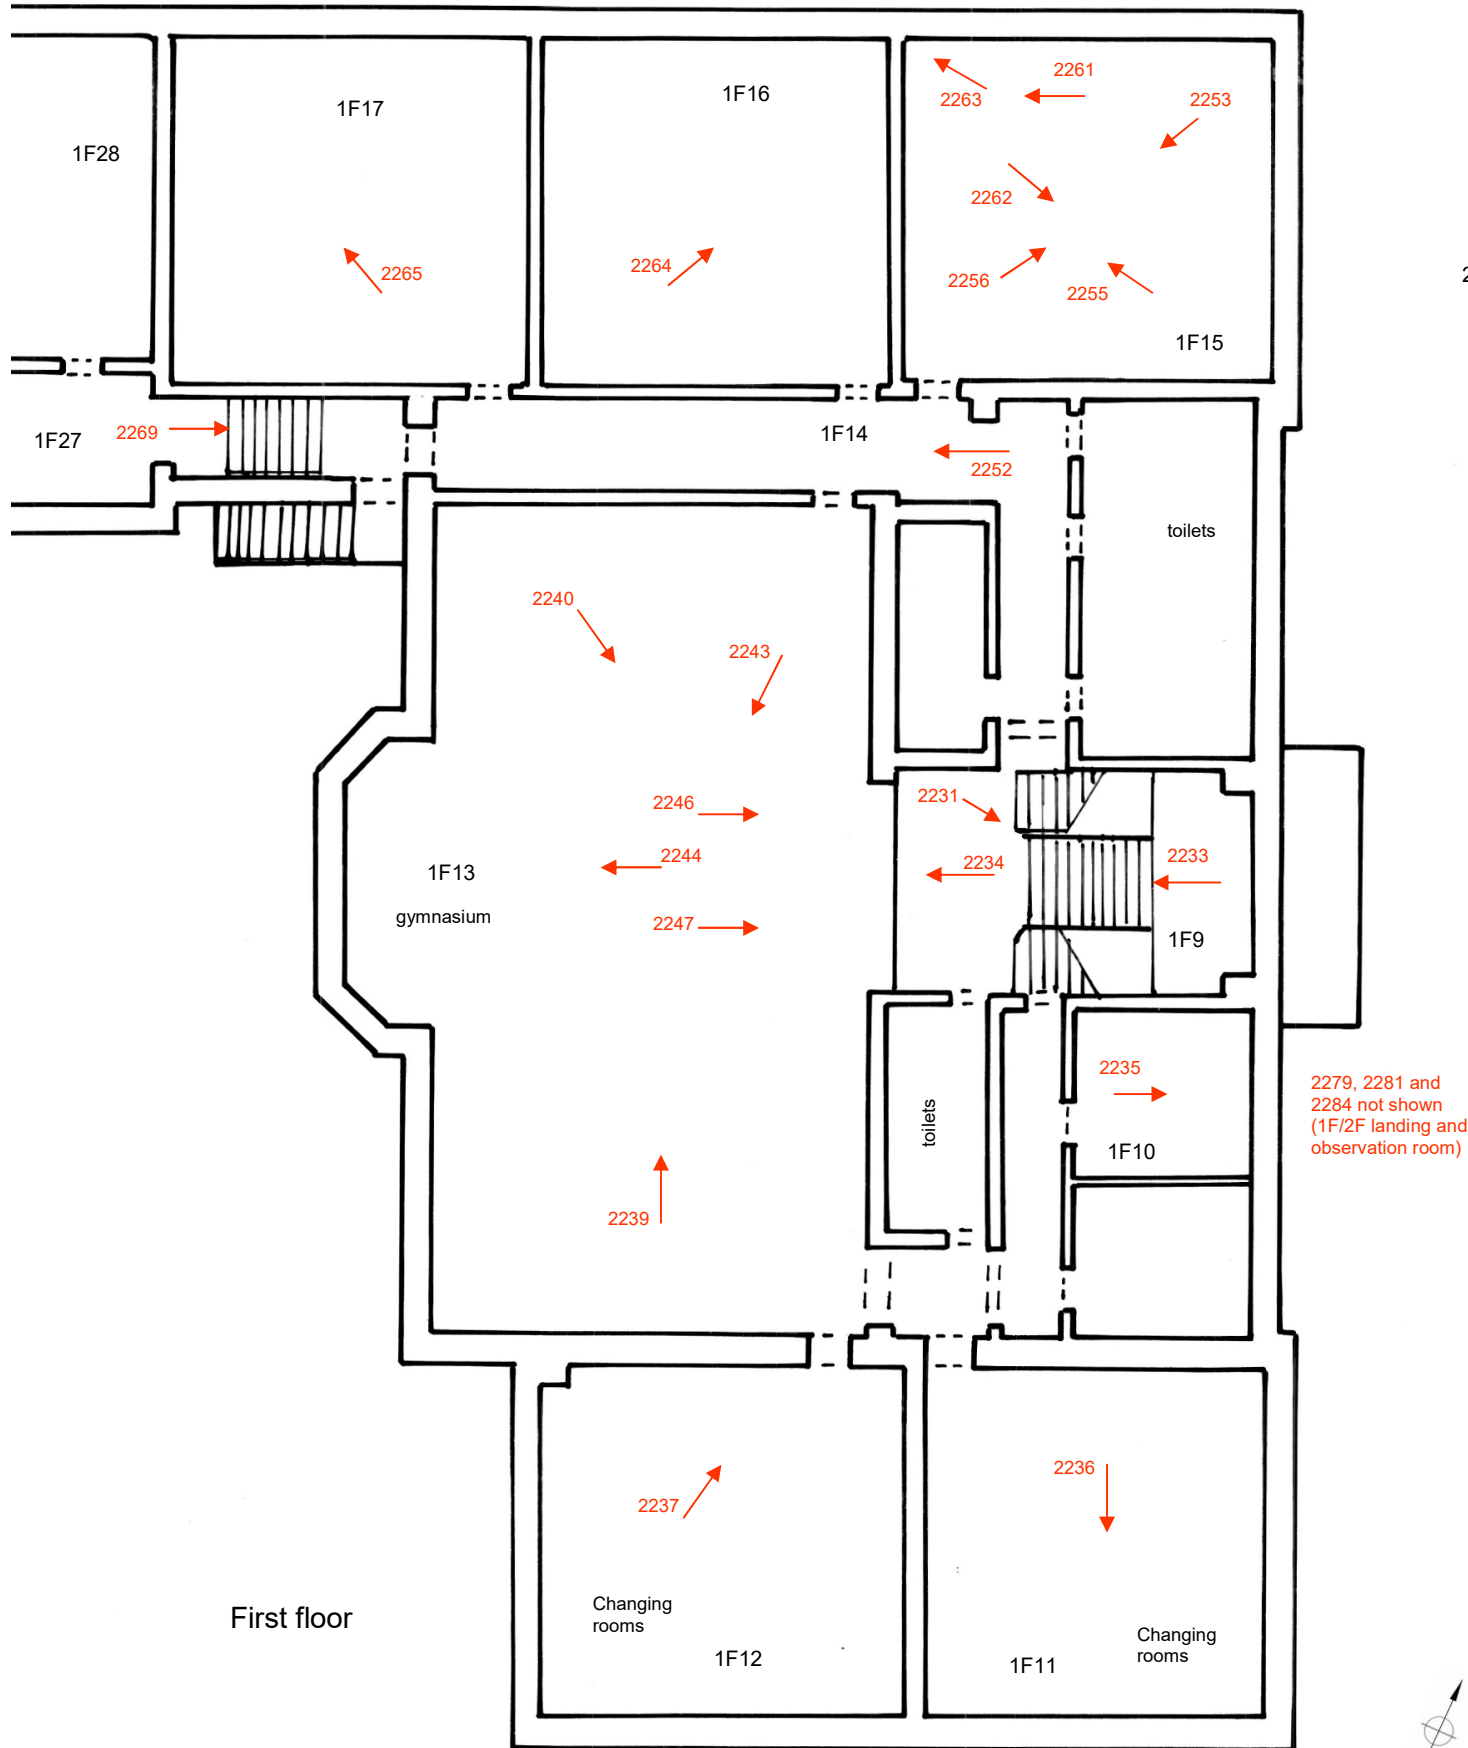 2261
2263
2253
1F16
1F17
1F28
2262
2264
2265
2256
2255
2
1F15
2269
1F27
1F14
2252
toilets
2240
2243
2246
2231
2244
2234
2233
1F13
gymnasium
2247
1F9
2235
2279, 2281 and
2284 not shown
(1F/2F landing and
observation room)
toilets
1F10
2239
2236
2237
Changing
rooms
First floor
Changing
rooms
1F12
1F11